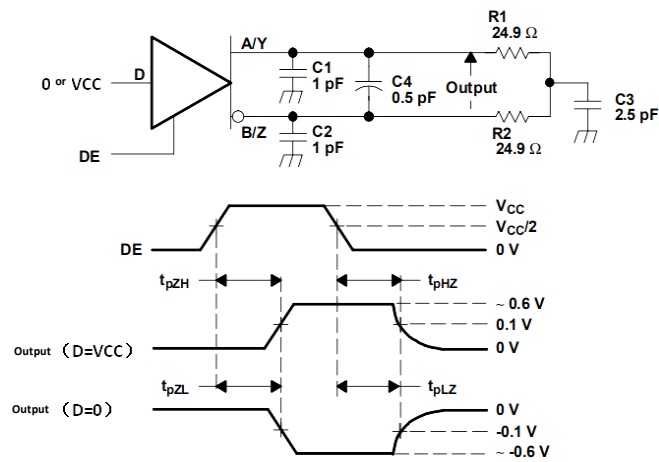 A/Y
R1
24.9 Ω
C1
1 pF
C4
0.5 pF
Output
D
0 or VCC
C3
2.5 pF
C2
1 pF
B/Z
R2
24.9 Ω
DE
VCC
VCC/2
DE
0 V
tpZH
tpHZ
~ 0.6 V
0.1 V
Output (D=VCC)
0 V
tpZL
tpLZ
Output (D=0)
0 V
-0.1 V
~ -0.6 V